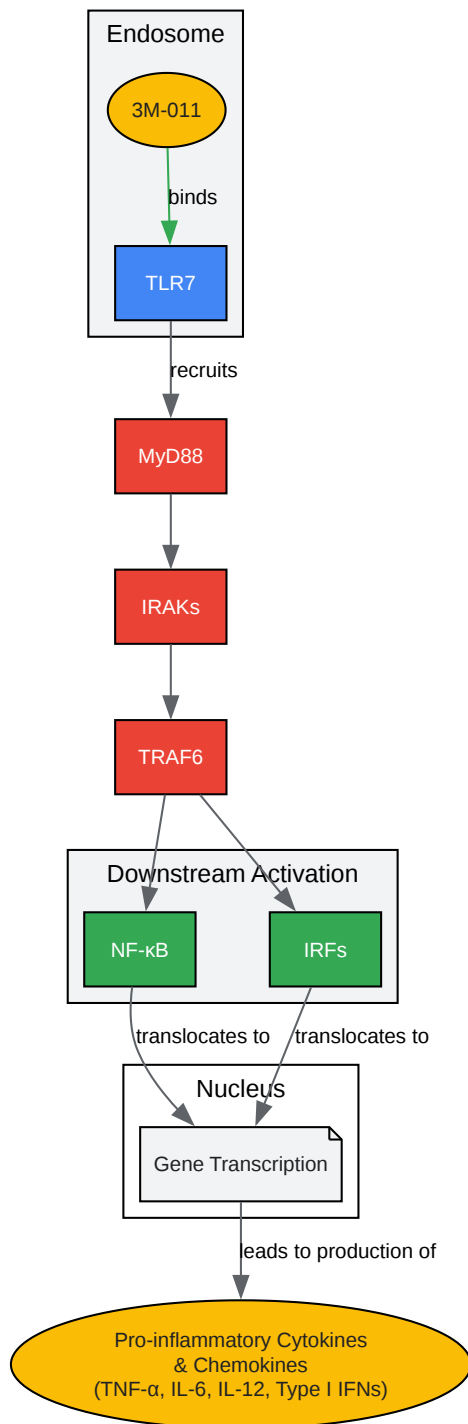 Endosome
3M-011
binds
TLR7
recruits
MyD88
IRAKs
TRAF6
Downstream Activation
NF-κB
IRFs
translocates to
translocates to
Nucleus
Gene Transcription
leads to production of
Pro-inflammatory Cytokines
& Chemokines
(TNF-α, IL-6, IL-12, Type I IFNs)